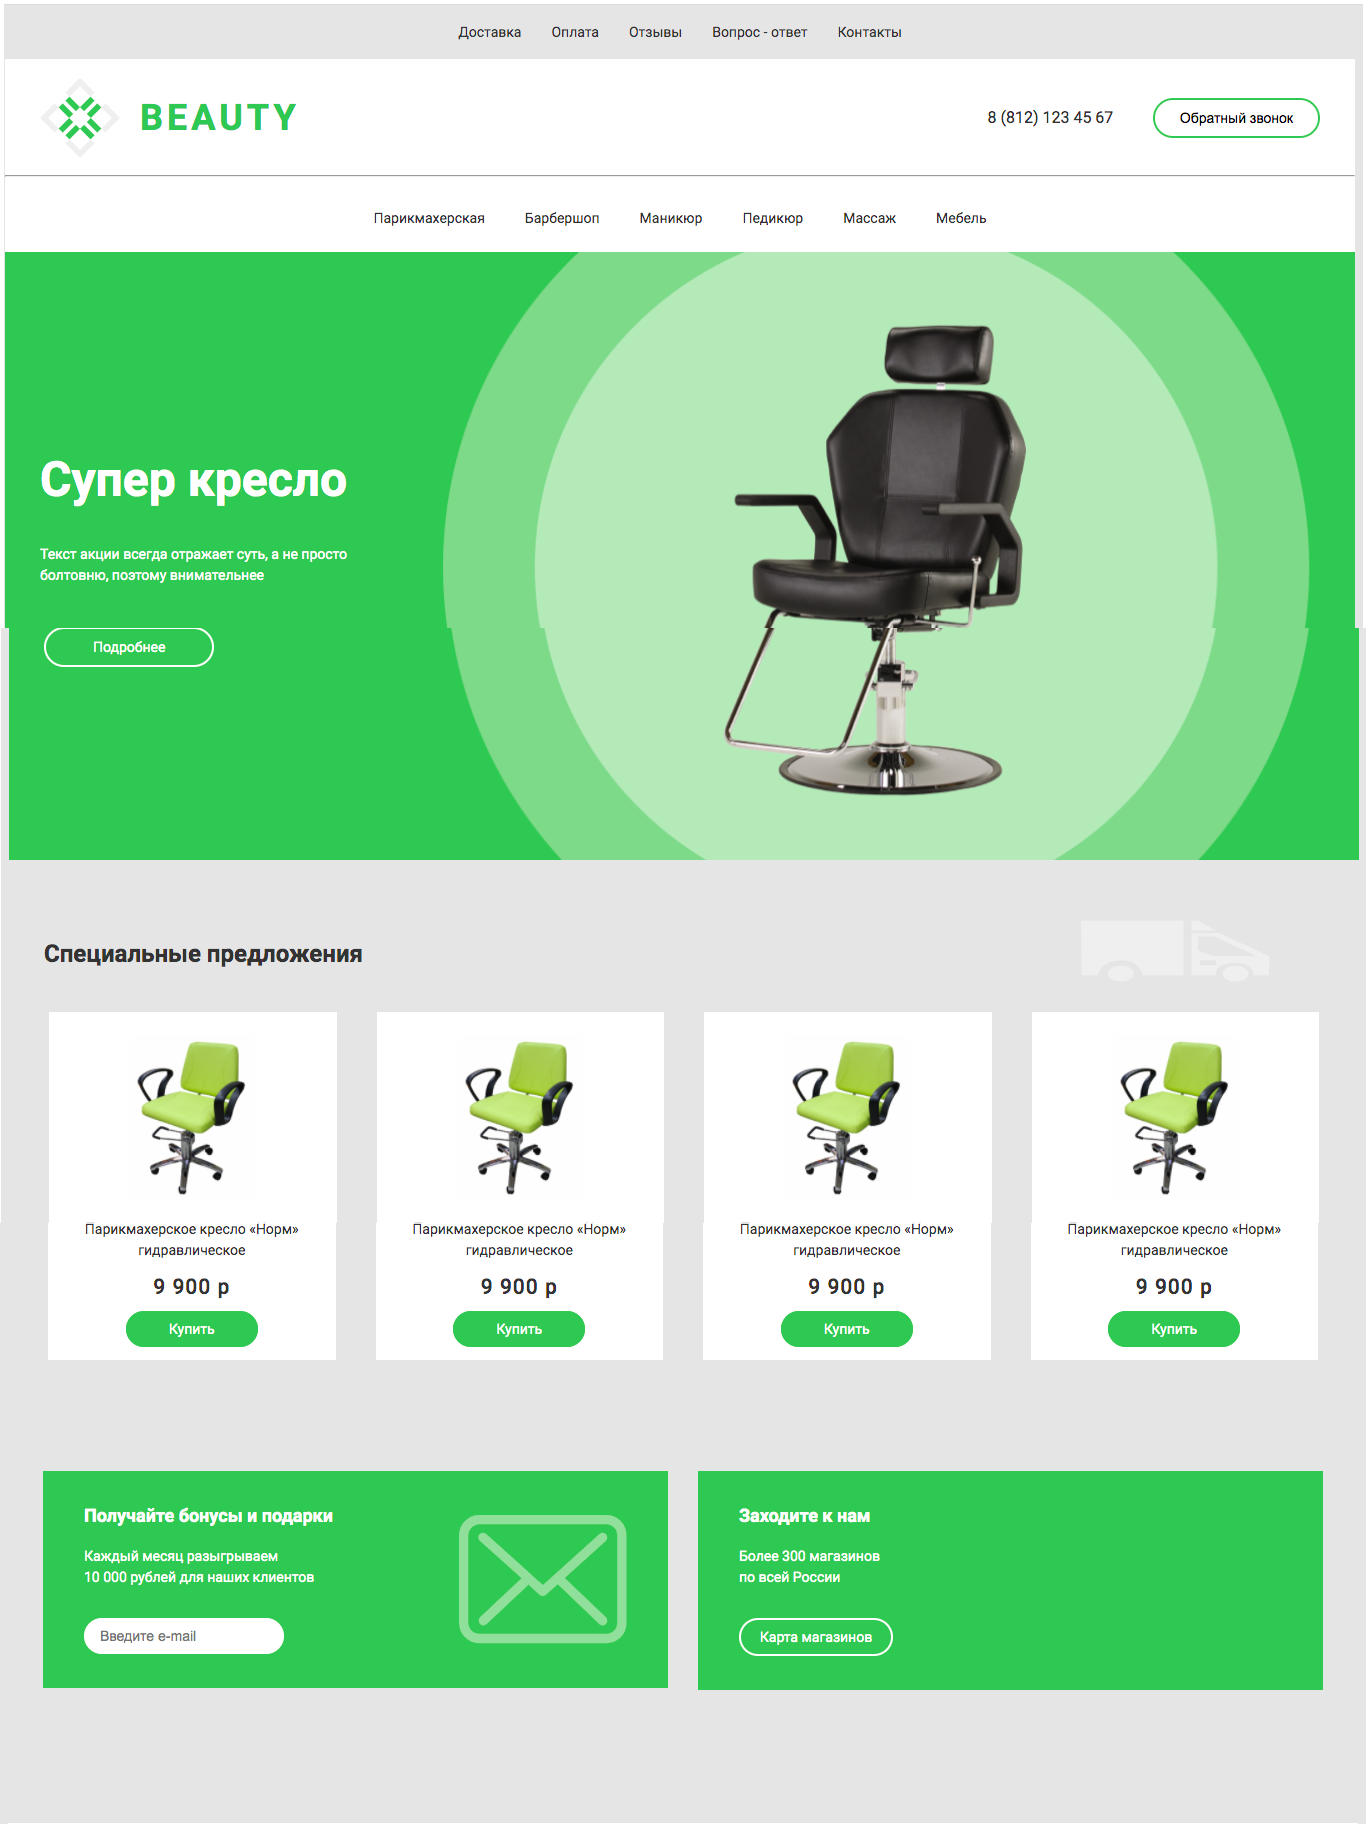 Доставка Оплата Отзывы Вопрос - ответ Контакты
BEAUTY 8 (812) 123 45 67 Обратный звонок
Парикмахерская Барбершоп Маникюр Педикюр Массаж Мебель
Супер кресло
Текст акции всегда отражает суть, а не просто
болтовню, поэтому внимательнее
Подробнее
Специальные предложения
Парикмахерское кресло «Норм»
гидравлическое
9 900 р
Купить
Парикмахерское кресло «Норм»
гидравлическое
9 900 р
Купить
Парикмахерское кресло «Норм»
гидравлическое
9 900 р
Купить
Парикмахерское кресло «Норм»
гидравлическое
9 900 р
Купить
Получайте бонусы и подарки
Каждый месяц разыгрываем
10 000 рублей для наших клиентов
Введите e-mail
Заходите к нам
Более 300 магазинов
по всей России
Карта магазинов